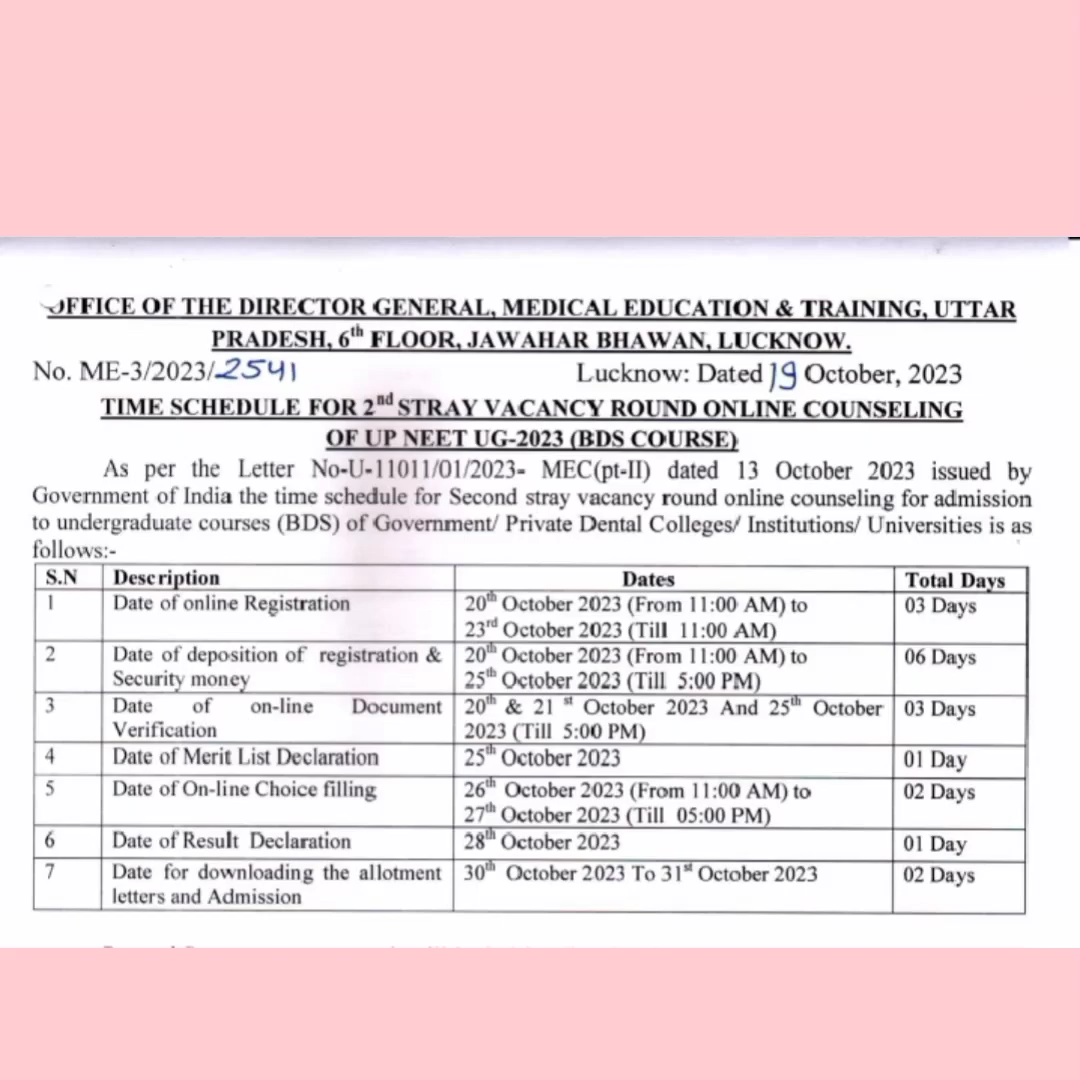 OFFICE OF THE DIRECTOR GENERAL, MEDICAL EDUCATION & TRAINING, UTTAR
PRADESH, 6th FLOOR, JAWAHAR BHAWAN, LUCKNOW.
No. ME-3/2023/2541 Lucknow: Dated 19 October, 2023
TIME SCHEDULE FOR 2nd STRAY VACANCY ROUND ONLINE COUNSELING
OF UP NEET UG-2023 (BDS COURSE)
As per the Letter No-U-11011/01/2023- MEC(pt-II) dated 13 October 2023 issued by
Government of India the time schedule for Second stray vacancy round online counseling for admission
to undergraduate courses (BDS) of Government/ Private Dental Colleges/ Institutions/ Universities is as
follows:-
S.N Description Dates Total Days
1 Date of online Registration 20th October 2023 (From 11:00 AM) to 03 Days
23rd October 2023 (Till 11:00 AM)
2 Date of deposition of registration & 20th October 2023 (From 11:00 AM) to 06 Days
Security money 25th October 2023 (Till 5:00 PM)
3 Date of on-line Document 20th & 21 st October 2023 And 25th October 03 Days
Verification 2023 (Till 5:00 PM)
4 Date of Merit List Declaration 25th October 2023 01 Day
5 Date of On-line Choice filling 26th October 2023 (From 11:00 AM) to 02 Days
27th October 2023 (Till 05:00 PM)
6 Date of Result Declaration 28th October 2023 01 Day
7 Date for downloading the allotment 30th October 2023 To 31st October 2023 02 Days
letters and Admission